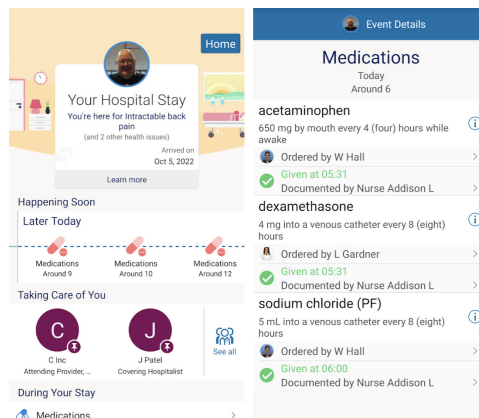 Home
Your Hospital Stay
You're here for Intractable back
pain
(and 2 other health issues)
Arrived on
Oct 5, 2022
Learn more
Happening Soon
Later Today
Medications
Around 9
Medications
Around 10
Medications
Around 12
Taking Care of You
C
C Inc
Attending Provider, ...
J
J Patel
Covering Hospitalist
See all
During Your Stay
Medications
Event Details
Medications
Today
Around 6
acetaminophen
650 mg by mouth every 4 (four) hours while
awake
Ordered by W Hall
Given at 05:31
Documented by Nurse Addison L
dexamethasone
4 mg into a venous catheter every 8 (eight)
hours
Ordered by L Gardner
Given at 05:31
Documented by Nurse Addison L
sodium chloride (PF)
5 mL into a venous catheter every 8 (eight)
hours
Ordered by W Hall
Given at 06:00
Documented by Nurse Addison L